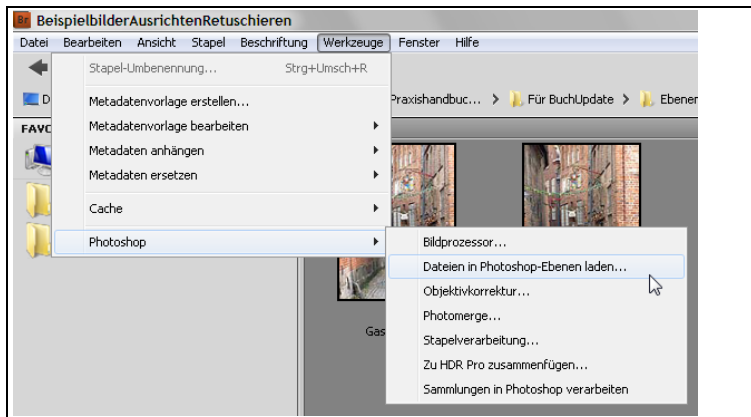 Br BeispielbilderAusrichtenRetuschieren
Datei Bearbeiten Ansicht Stapel Beschriftung Werkzeuge Fenster Hilfe
Stapel-Umbenennung... Strg+Umsch+R
D
Metadatenvorlage erstellen...
Praxishandbuc... > Für BuchUpdate > Ebenen
FAVO
Metadatenvorlage bearbeiten
Metadaten anhängen
Metadaten ersetzen
Cache
Photoshop
Bildprozessor...
Dateien in Photoshop-Ebenen laden...
Objektivkorrektur...
Photomerge...
Gas
Stapelverarbeitung...
Zu HDR Pro zusammenfügen...
Sammlungen in Photoshop verarbeiten